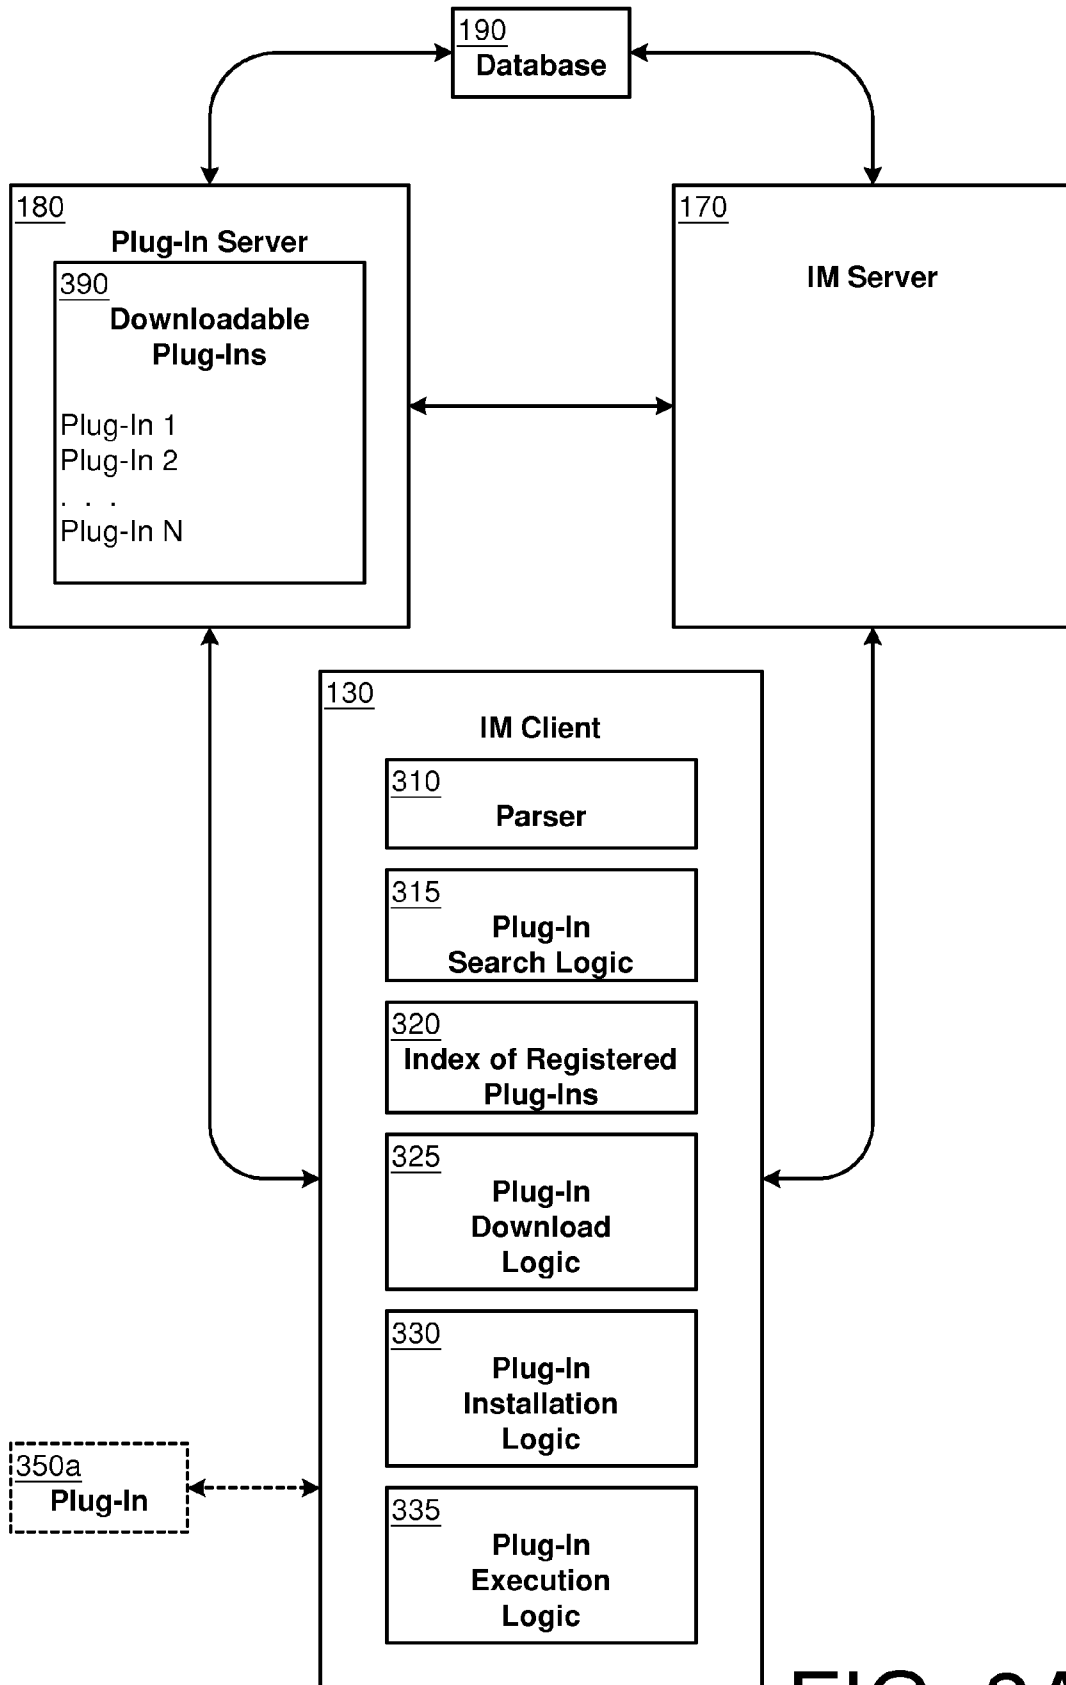 190
Database
180
Plug-In Server
390
Downloadable
Plug-Ins
Plug-In 1
Plug-In 2
. . .
Plug-In N
170
IM Server
130
IM Client
310
Parser
315
Plug-In
Search Logic
320
Index of Registered
Plug-Ins
325
Plug-In
Download
Logic
330
Plug-In
Installation
Logic
350a
Plug-In
335
Plug-In
Execution
Logic
FIG.